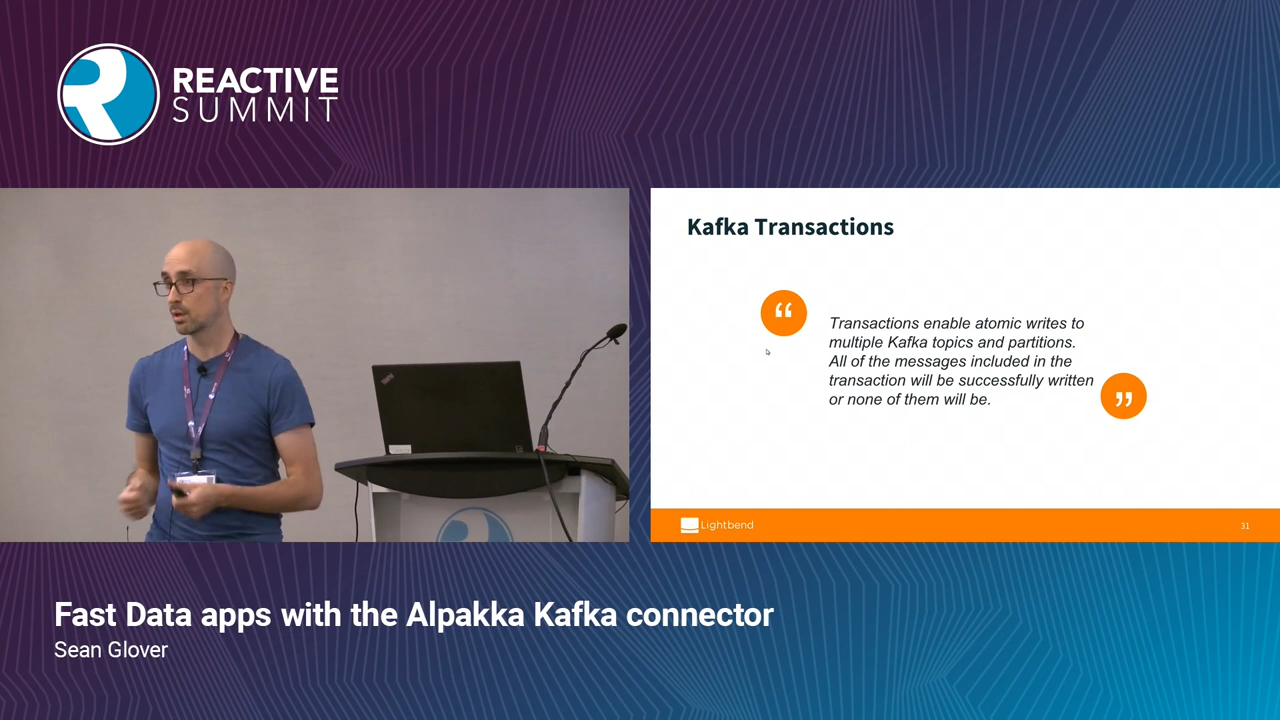 REACTIVE
SUMMIT
Kafka Transactions
“
Transactions enable atomic writes to
multiple Kafka topics and partitions.
All of the messages included in the
transaction will be successfully written
or none of them will be.
”
Lightbend
31
Fast Data apps with the Alpakka Kafka connector
Sean Glover